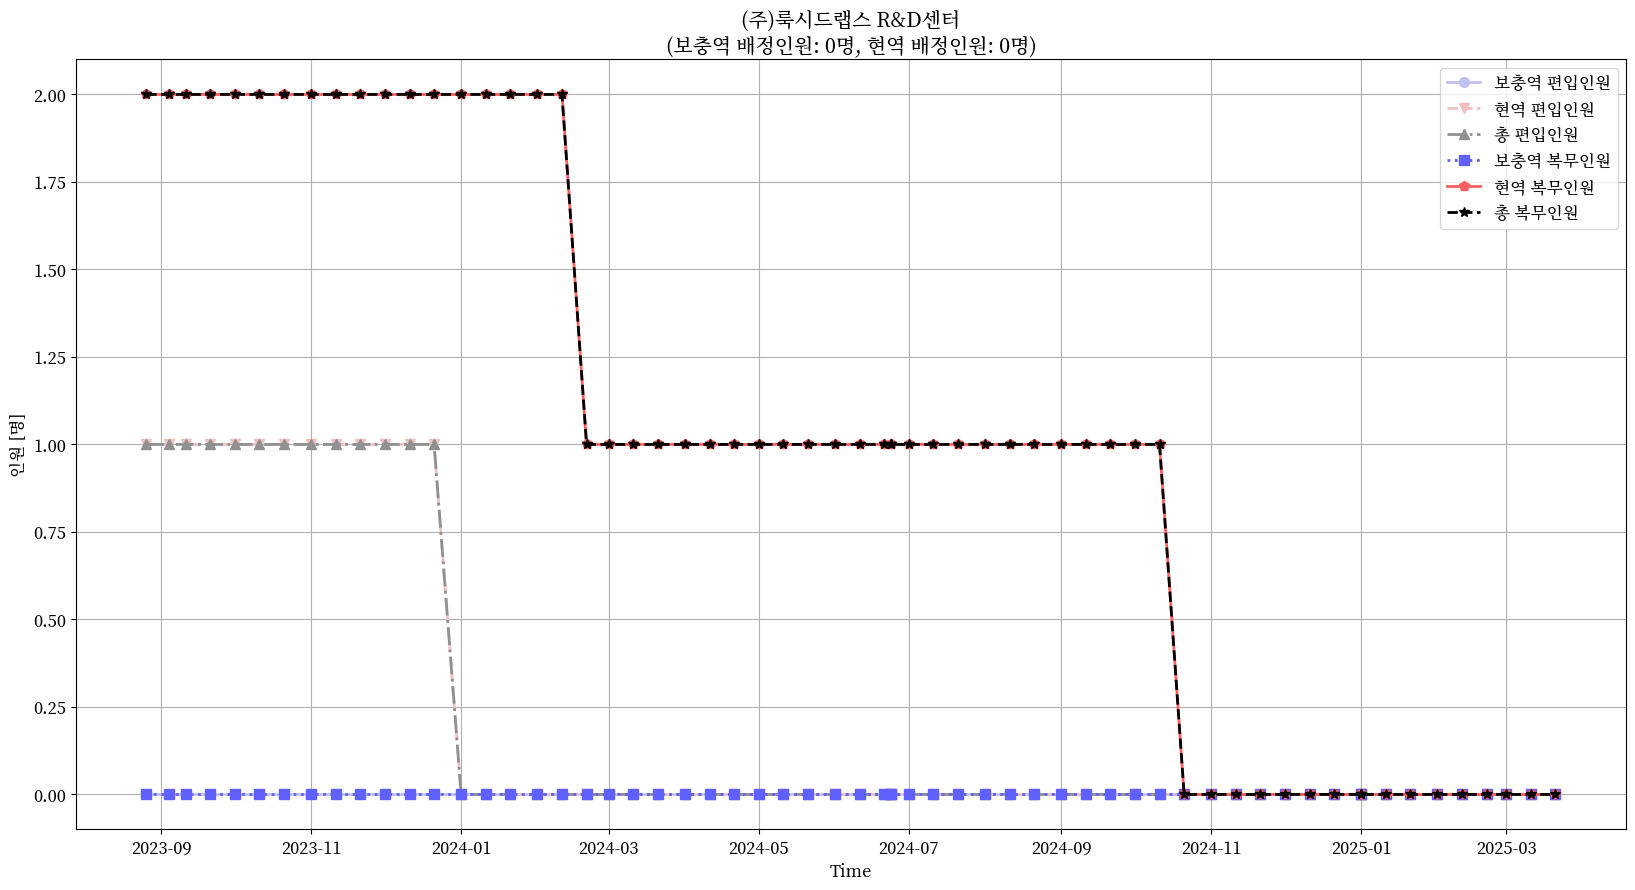 (주)룩시드랩스 R&D센터
(보충역 배정인원: 0명, 현역 배정인원: 0명)
보충역 편입인원
현역 편입인원
총 편입인원
보충역 복무인원
현역 복무인원
총 복무인원
인원 [명]
2.00
1.75
1.50
1.25
1.00
0.75
0.50
0.25
0.00
2023-09 2023-11 2024-01 2024-03 2024-05 2024-07 2024-09 2024-11 2025-01 2025-03
Time